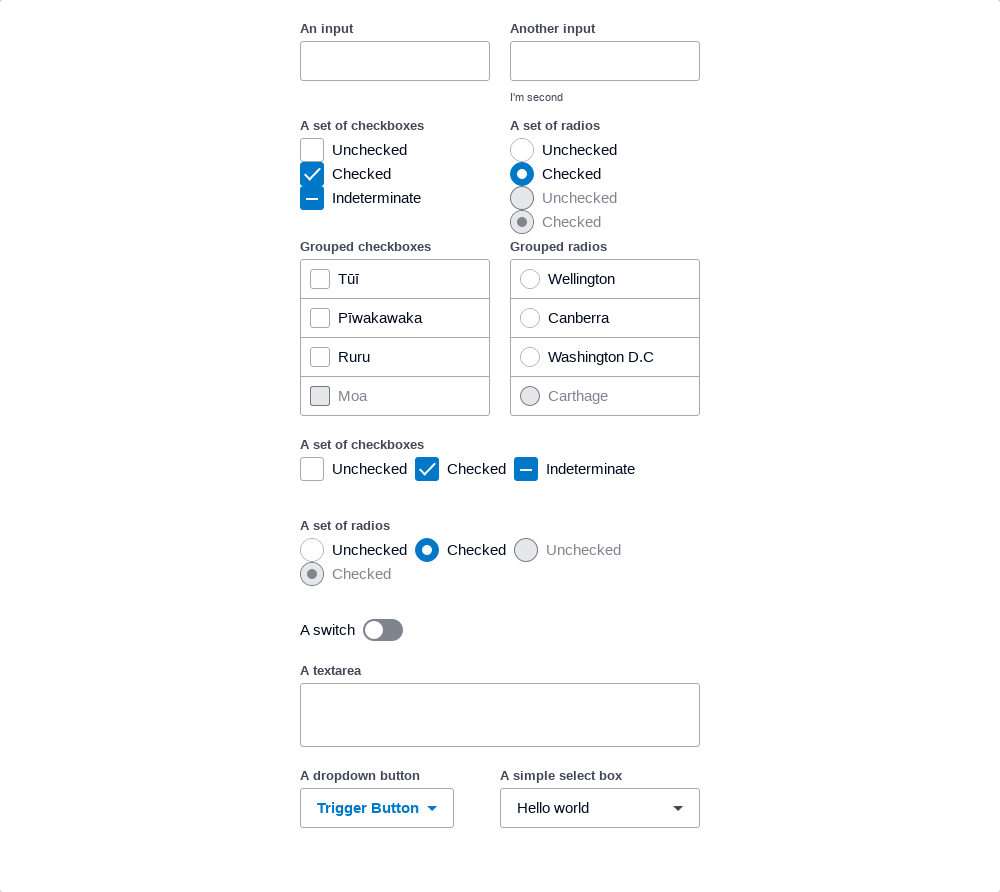 An input
Another input
I'm second
A set of checkboxes
Unchecked
Checked
Indeterminate
A set of radios
Unchecked
Checked
Unchecked
Checked
Grouped checkboxes
Tūī
Pīwakawaka
Ruru
Moa
Grouped radios
Wellington
Canberra
Washington D.C
Carthage
A set of checkboxes
Unchecked Checked Indeterminate
A set of radios
Unchecked Checked Unchecked
Checked
A switch
A textarea
A dropdown button
Trigger Button
A simple select box
Hello world